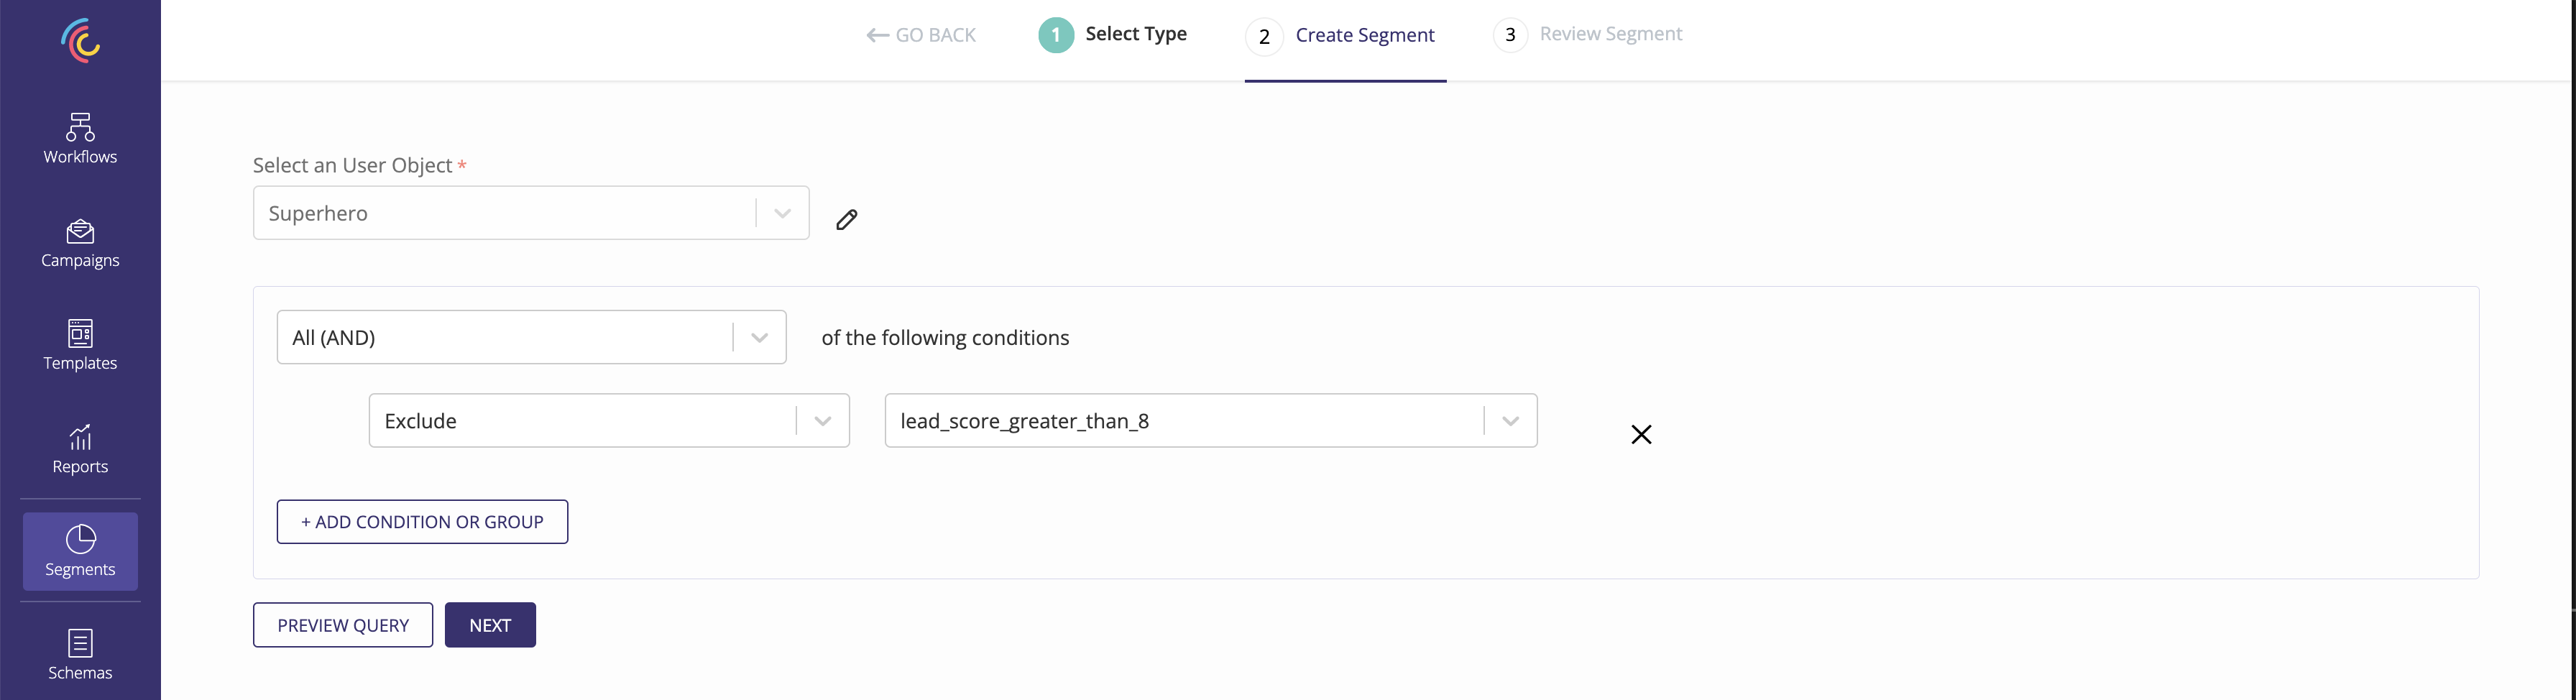 GO BACK
1 Select Type
2 Create Segment
3 Review Segment
Workflows
Campaigns
Templates
Reports
Segments
Schemas
Select an User Object *
Superhero
All (AND) of the following conditions
Exclude lead_score_greater_than_8
+ ADD CONDITION OR GROUP
PREVIEW QUERY NEXT